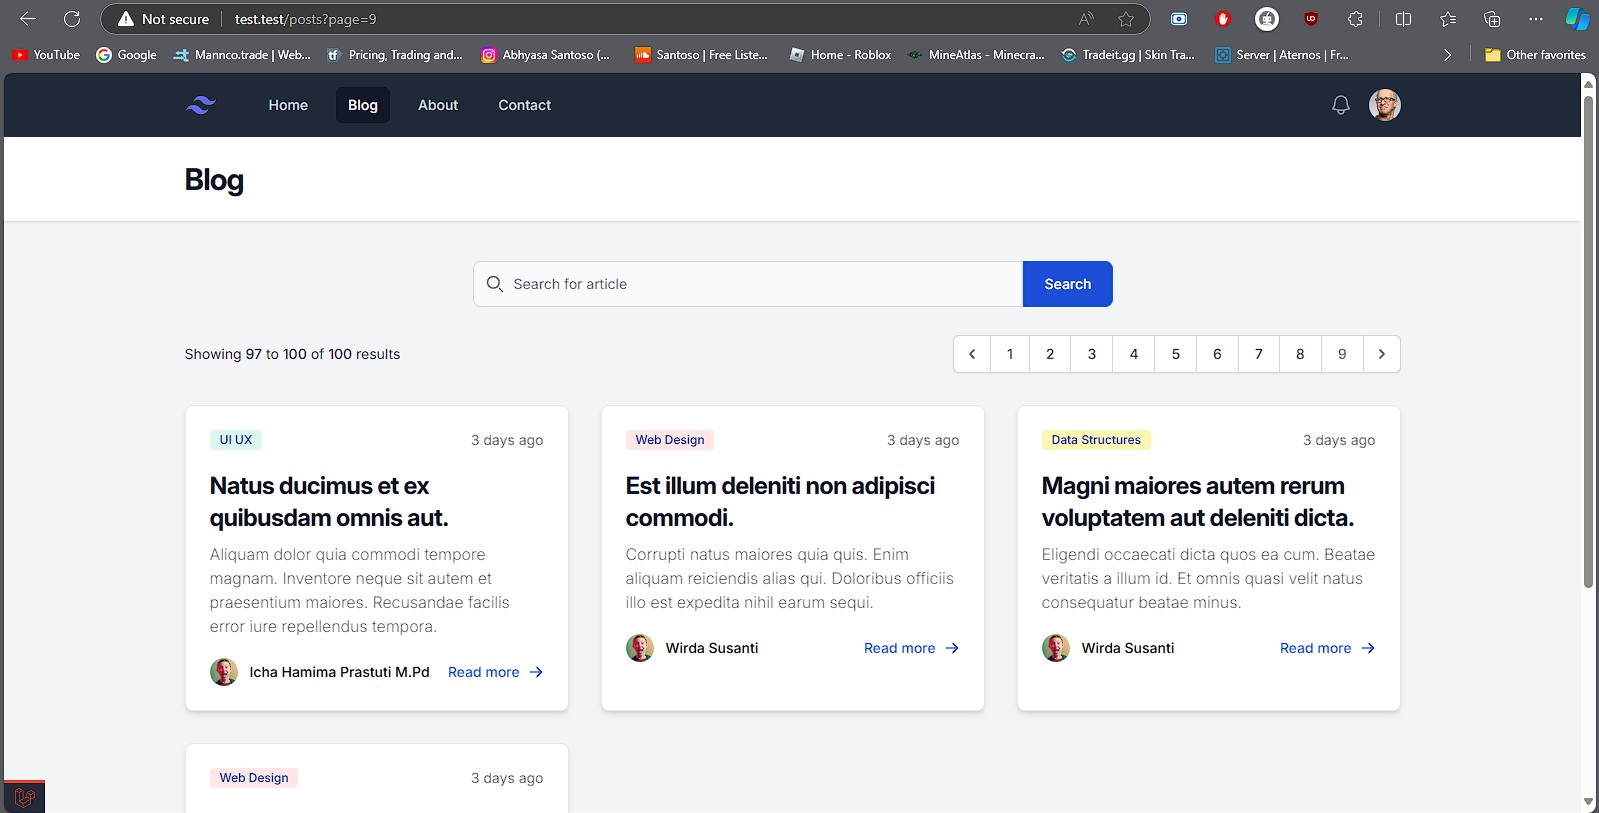 Not secure test.test/posts?page=9
YouTube Google Mannco.trade | Web... Pricing, Trading and... Abhyasa Santoso (... Santoso | Free Liste... Home - Roblox MineAtlas - Minecra... Tradeit.gg | Skin Tra... Server | Aternos | Fr... Other favorites
Home Blog About Contact
Blog
Search for article Search
Showing 97 to 100 of 100 results 1 2 3 4 5 6 7 8 9
UI UX 3 days ago
Natus ducimus et ex
quibusdam omnis aut.
Aliquam dolor quia commodi tempore
magnam. Inventore neque sit autem et
praesentium maiores. Recusandae facilis
error iure repellendus tempora.
Icha Hamima Prastuti M.Pd Read more
Web Design 3 days ago
Est illum deleniti non adipisci
commodi.
Corrupti natus maiores quia quis. Enim
aliquam reiciendis alias qui. Doloribus officiis
illo est expedita nihil earum sequi.
Wirda Susanti Read more
Data Structures 3 days ago
Magni maiores autem rerum
voluptatem aut deleniti dicta.
Eligendi occaecati dicta quos ea cum. Beatae
veritatis a illum id. Et omnis quasi velit natus
consequatur beatae minus.
Wirda Susanti Read more
Web Design 3 days ago